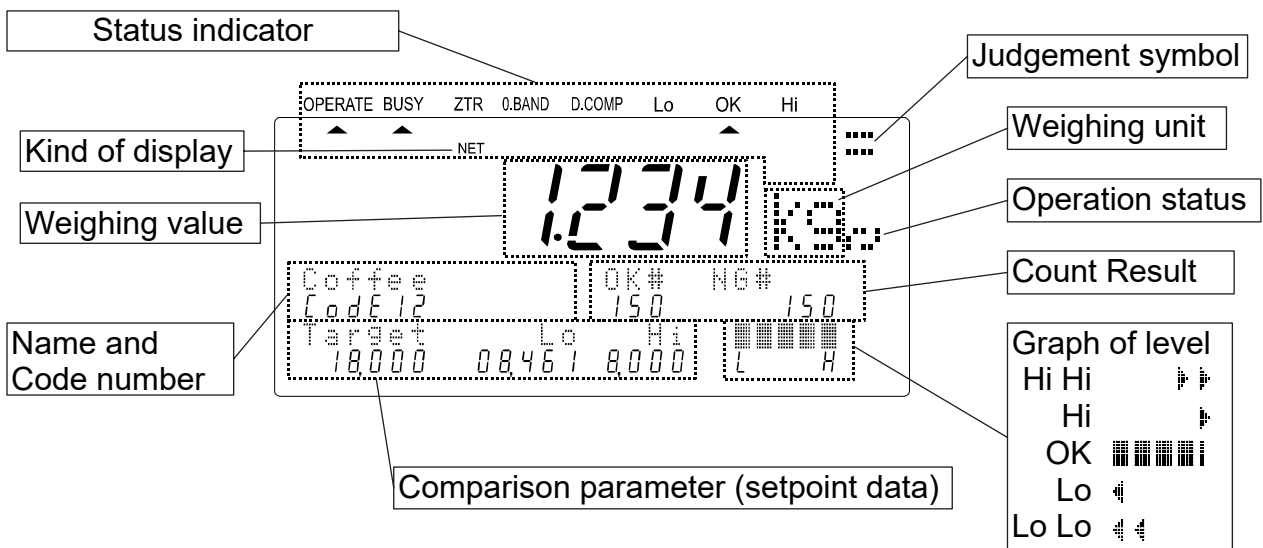 Status indicator
Judgement symbol
OPERATE BUSY ZTR 0.BAND D.COMP Lo OK Hi
Weighing unit
Kind of display
NET
Operation status
Weighing value
1.234
kg
Count Result
Coffee OK# NG#
CodE12 150 150
Name and
Code number
Target Lo Hi
18,000 08,461 8,000 L H
Graph of level
Hi Hi
Hi
OK
Lo
Lo Lo
Comparison parameter (setpoint data)